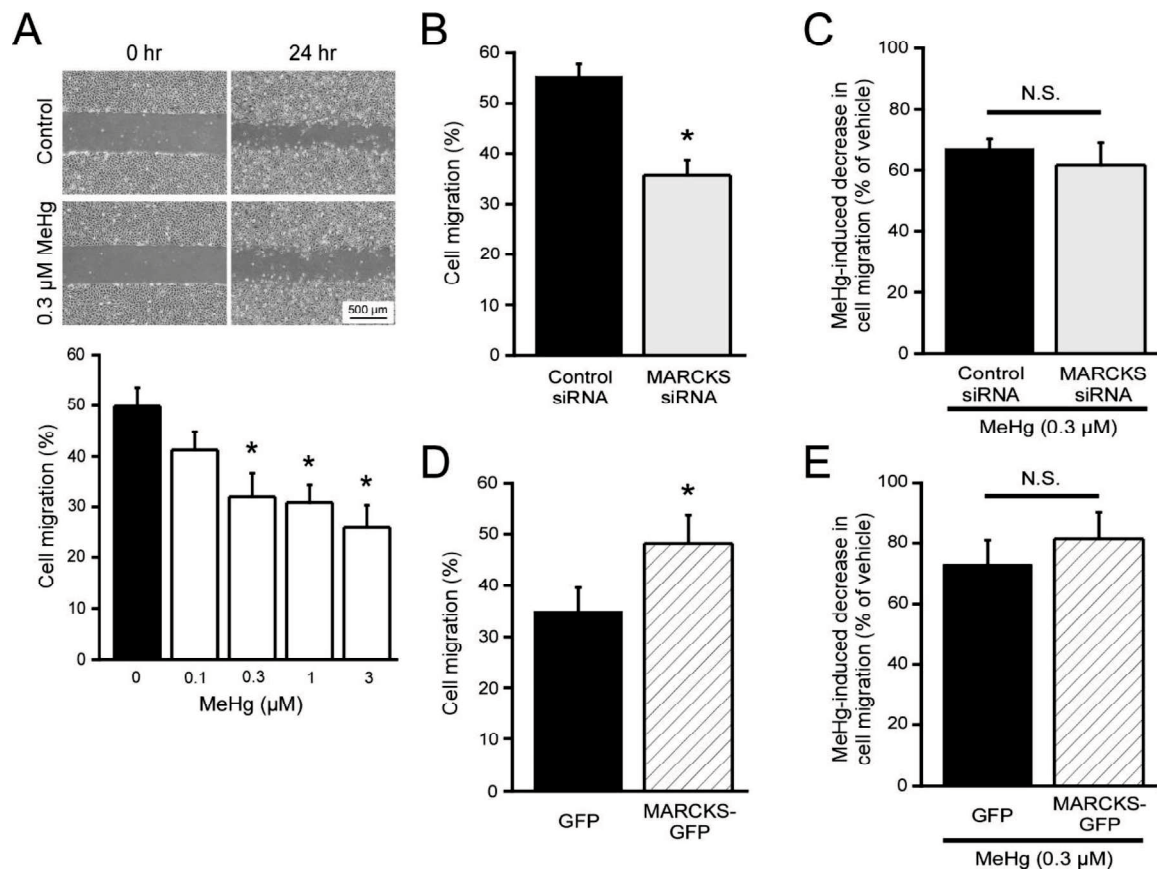 A
0 hr
24 hr
Control
0.3 µM MeHg
500 µm
Cell migration (%)
60
50
40
30
20
10
0
*
*
*
0
0.1
0.3
1
3
MeHg (µM)
B
Cell migration (%)
60
50
40
30
20
10
0
*
Control
siRNA
MARCKS
siRNA
C
MeHg-induced decrease in
cell migration (% of vehicle)
100
80
60
40
20
0
N.S.
Control
siRNA
MARCKS
siRNA
MeHg (0.3 µM)
D
Cell migration (%)
60
50
40
30
20
10
0
*
GFP
MARCKS-
GFP
E
MeHg-induced decrease in
cell migration (% of vehicle)
100
80
60
40
20
0
N.S.
GFP
MARCKS-
GFP
MeHg (0.3 µM)